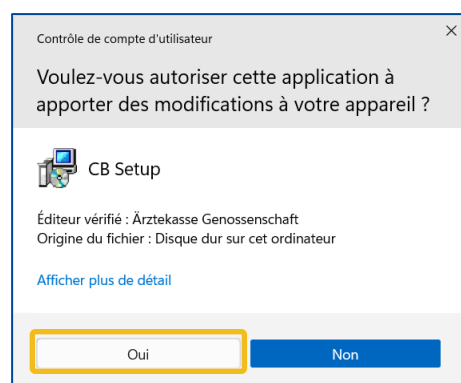 Contrôle de compte d'utilisateur
Voulez-vous autoriser cette application à
apporter des modifications à votre appareil ?
CB Setup
Éditeur vérifié : Ärztekasse Genossenschaft
Origine du fichier : Disque dur sur cet ordinateur
Afficher plus de détail
Oui
Non